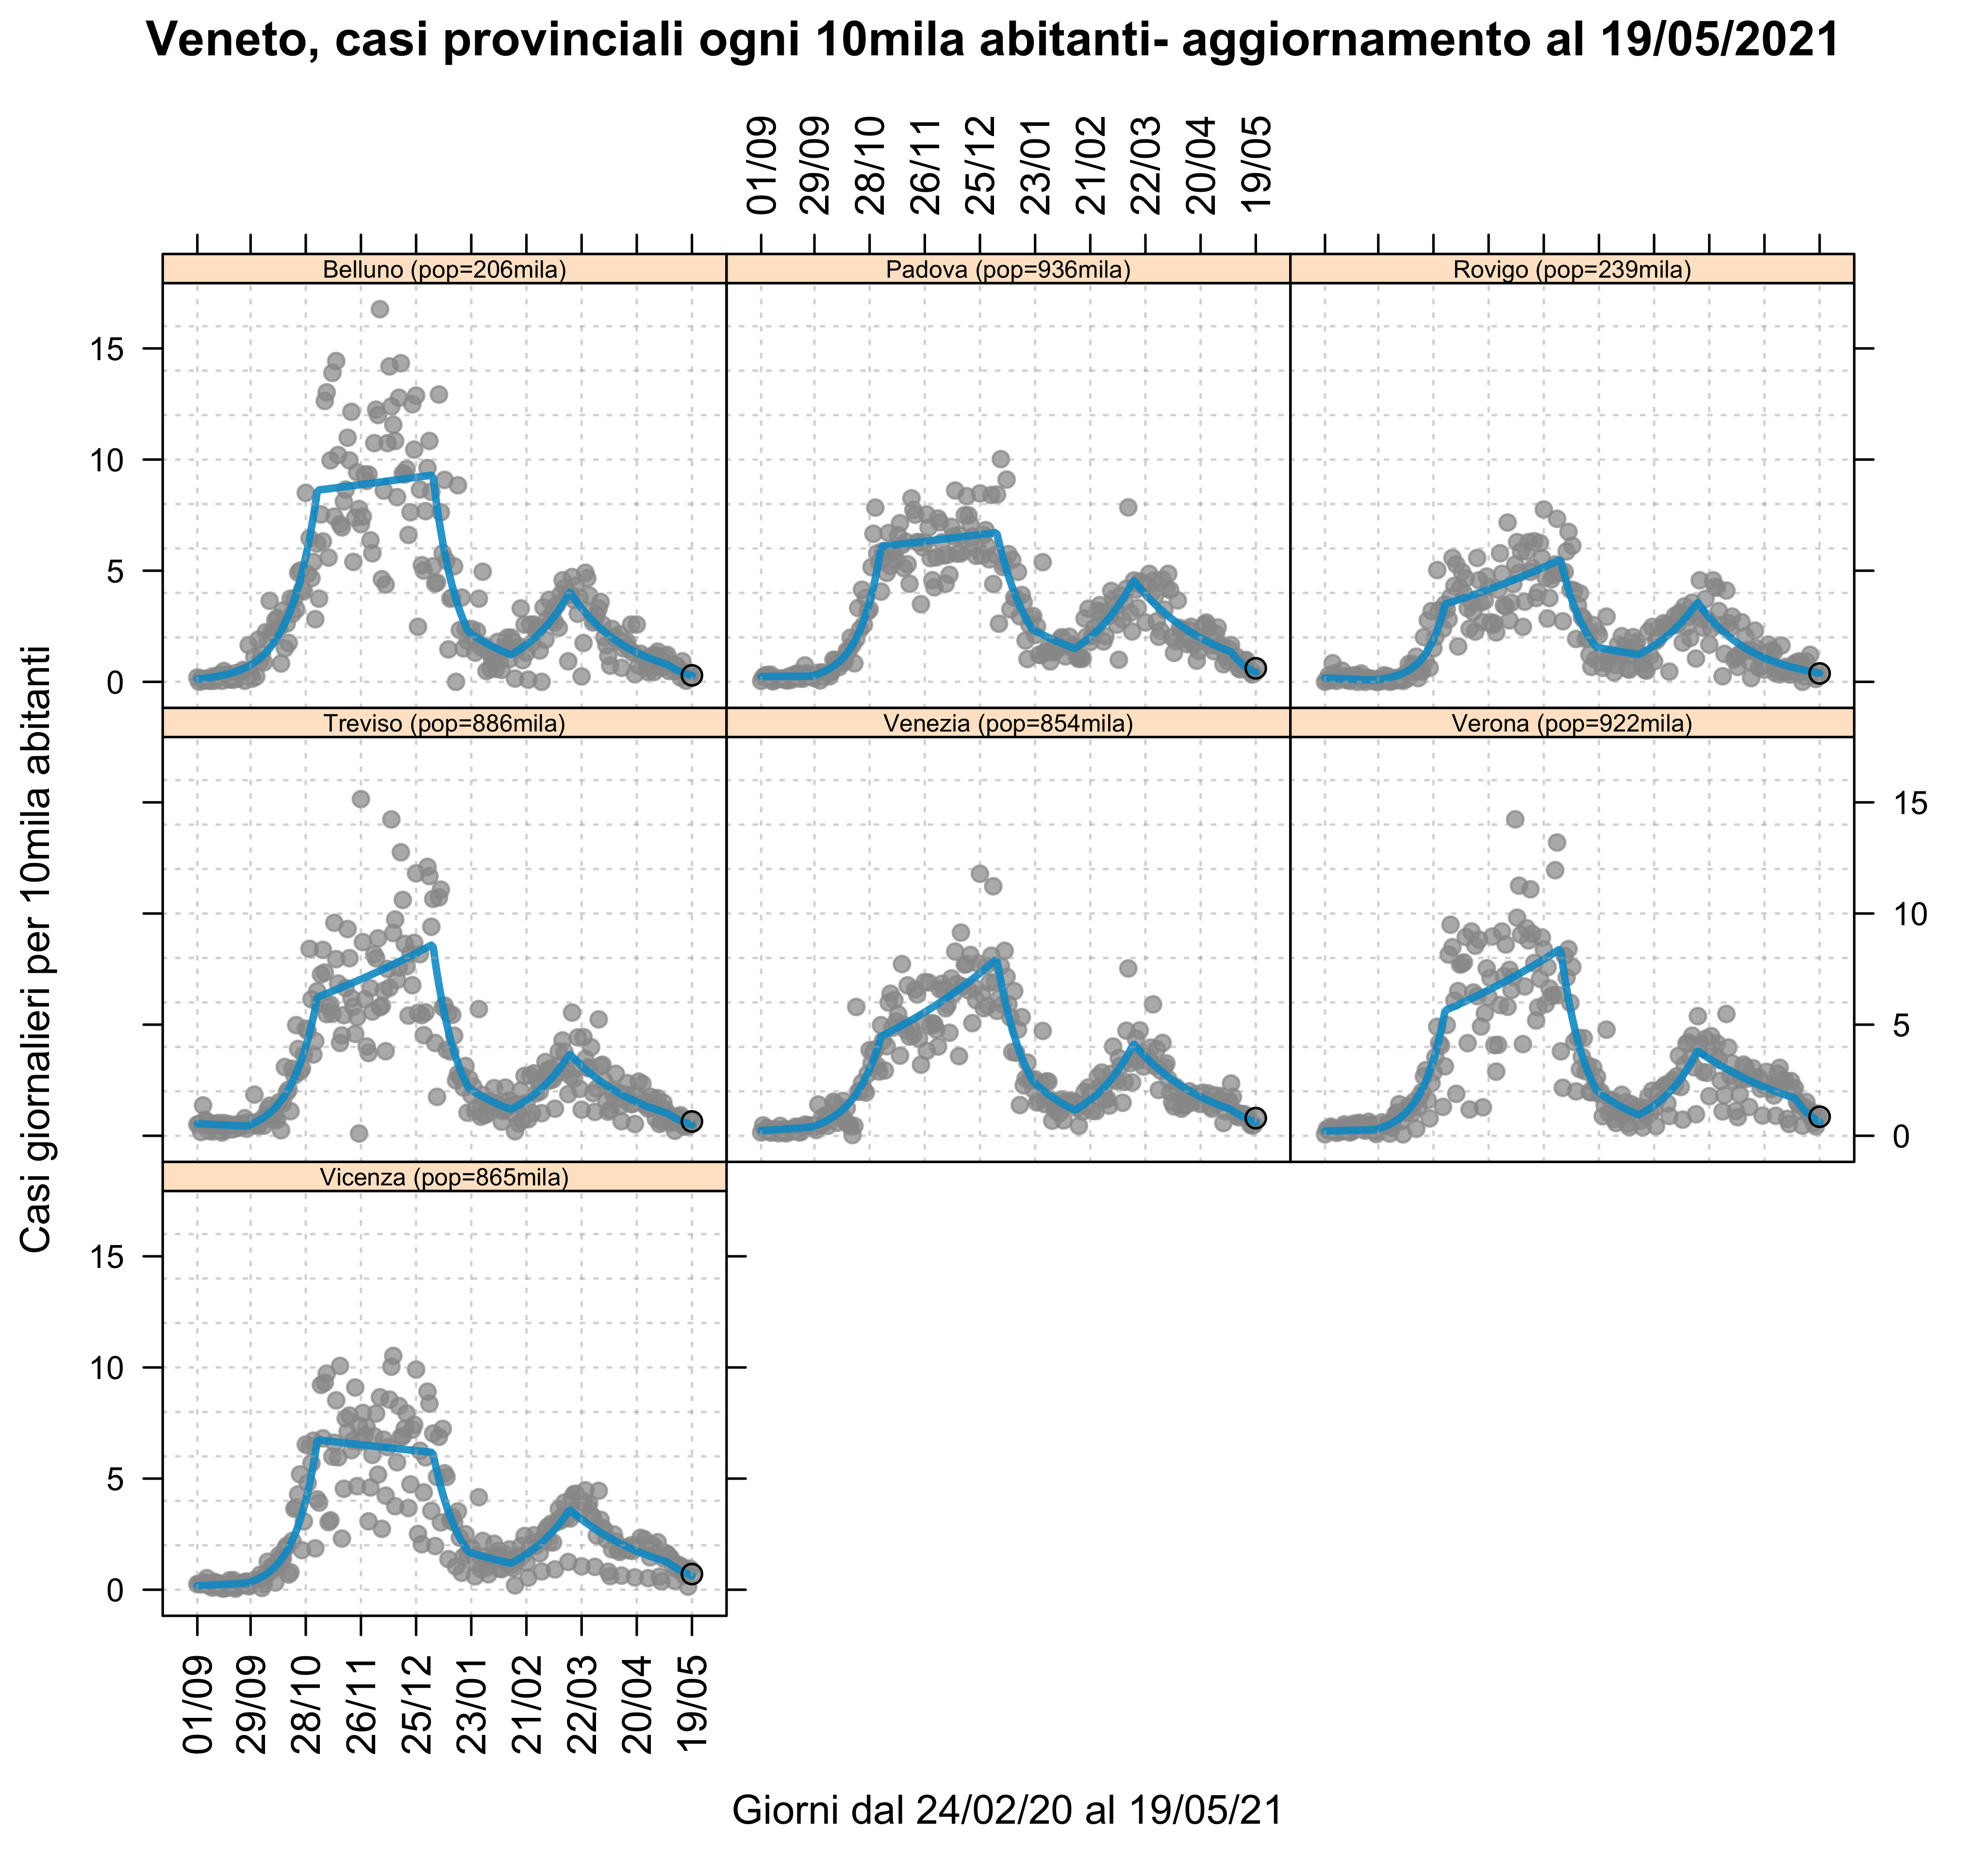 Veneto, casi provinciali ogni 10mila abitanti- aggiornamento al 19/05/2021
01/09 29/09 28/10 26/11 25/12 23/01 21/02 22/03 20/04 19/05
Belluno (pop=206mila) Padova (pop=936mila) Rovigo (pop=239mila)
15
10
5
0
Treviso (pop=886mila) Venezia (pop=854mila) Verona (pop=922mila)
15
10
5
0
Vicenza (pop=865mila)
15
10
5
0
01/09 29/09 28/10 26/11 25/12 23/01 21/02 22/03 20/04 19/05
Casi giornalieri per 10mila abitanti
Giorni dal 24/02/20 al 19/05/21